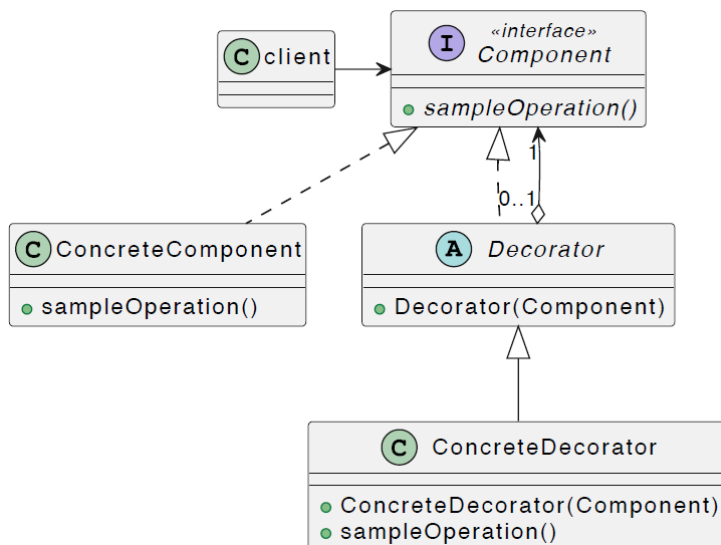 C client
I «interface»
Component
sampleOperation()
1
0..1
C ConcreteComponent
sampleOperation()
A Decorator
Decorator(Component)
C ConcreteDecorator
ConcreteDecorator(Component)
sampleOperation()